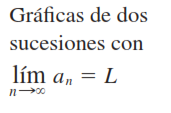 Gráficas de dos
sucesiones con
lím aₙ = L
n→∞